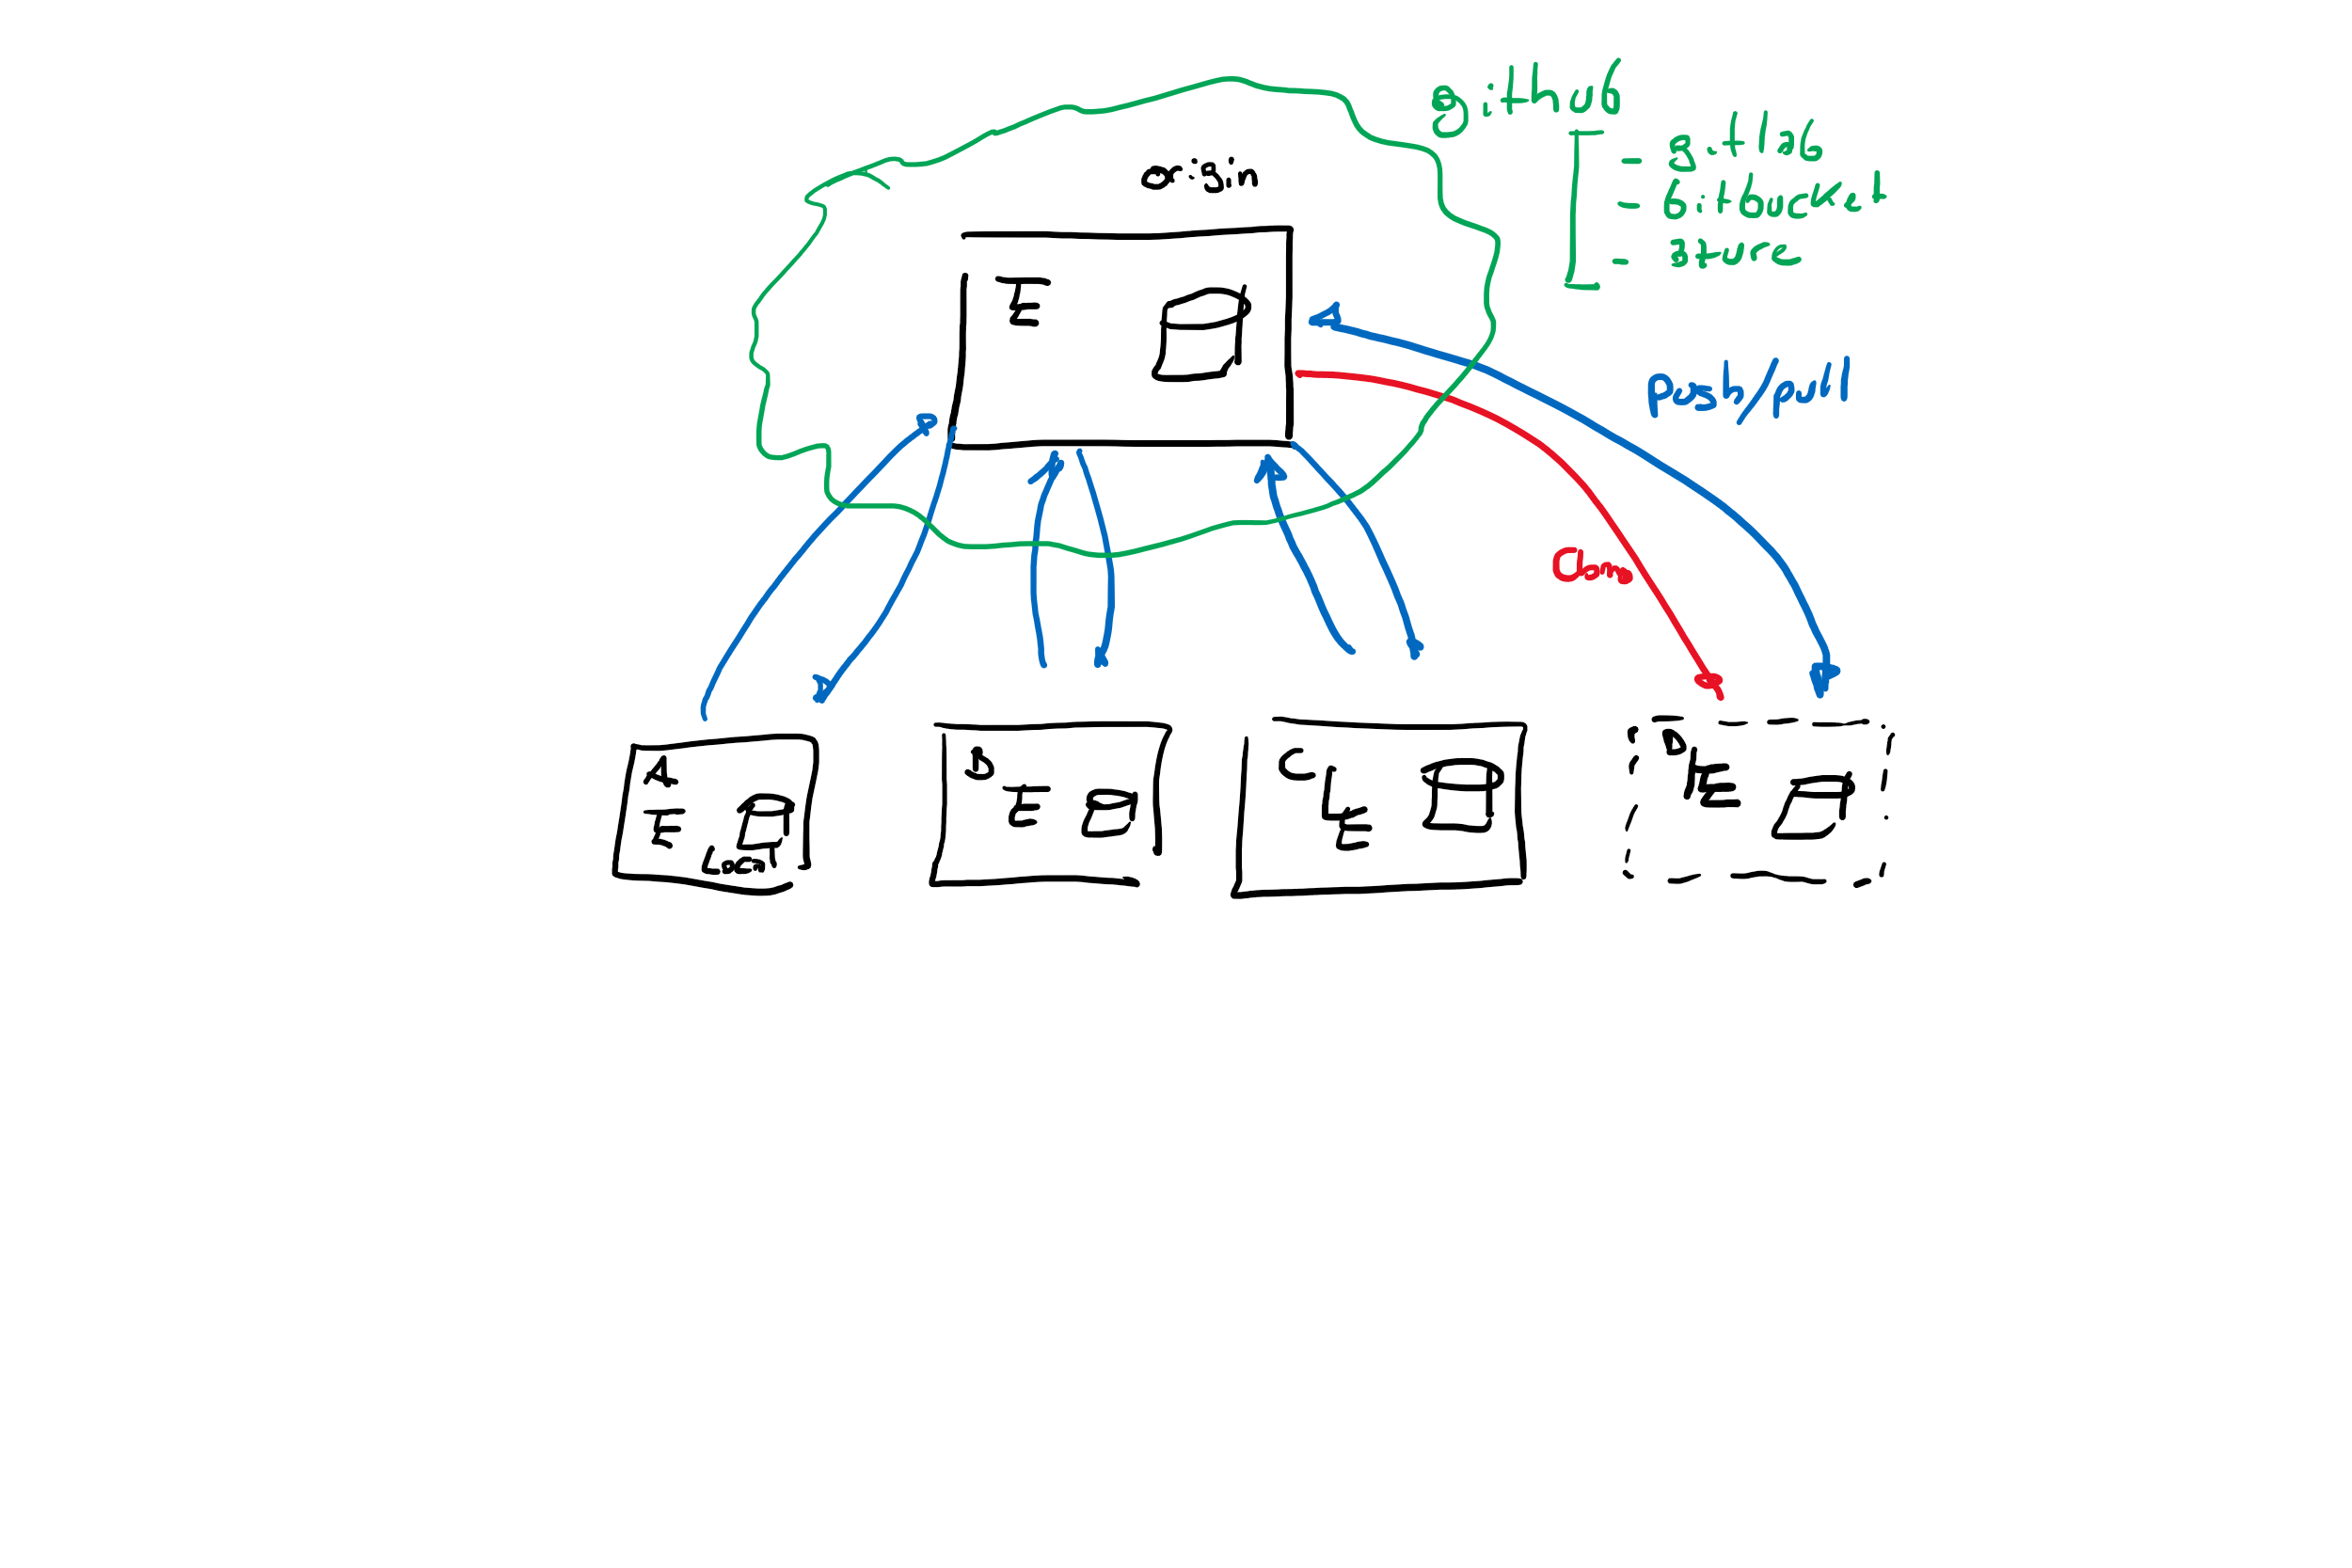 github
- gitlab
- bitbucket
- azure
origin
push/pull
Clone
A
Local
B
C
D